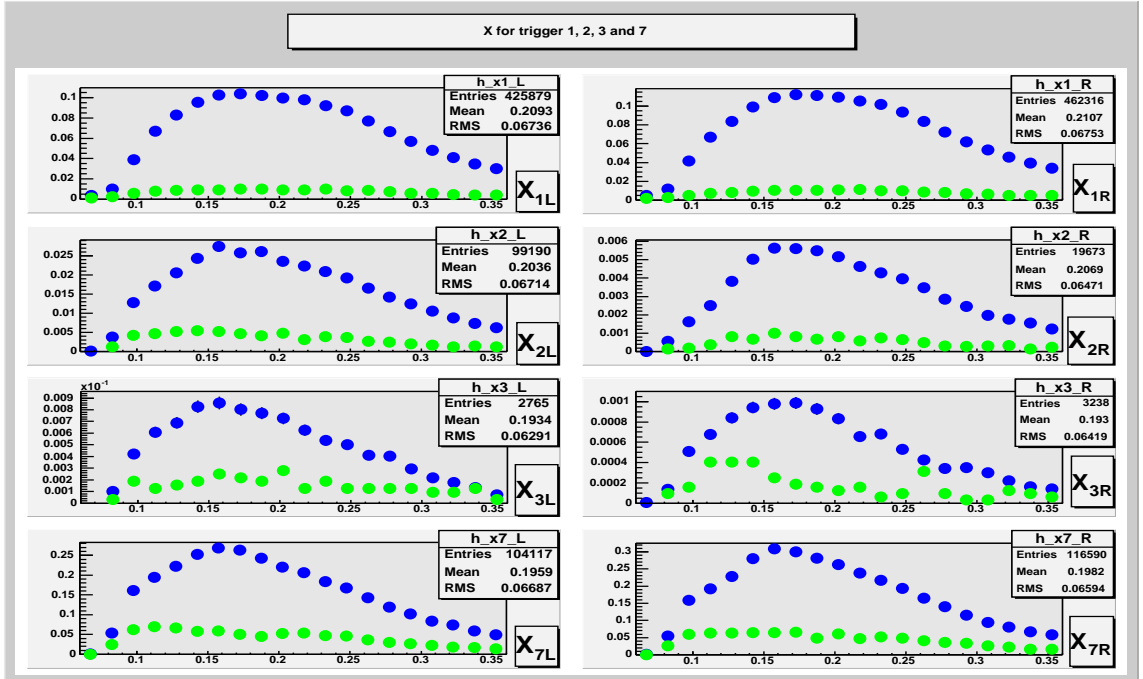 X for trigger 1, 2, 3 and 7
h_x1_L
Entries 425879
Mean 0.2093
RMS 0.06736
0.1
0.08
0.06
0.04
0.02
0
0.1 0.15 0.2 0.25 0.3 0.35
X1L
h_x1_R
Entries 462316
Mean 0.2107
RMS 0.06753
0.1
0.08
0.06
0.04
0.02
0
0.1 0.15 0.2 0.25 0.3 0.35
X1R
h_x2_L
Entries 99190
Mean 0.2036
RMS 0.06714
0.025
0.02
0.015
0.01
0.005
0
0.1 0.15 0.2 0.25 0.3 0.35
X2L
h_x2_R
Entries 19673
Mean 0.2069
RMS 0.06471
0.006
0.005
0.004
0.003
0.002
0.001
0
0.1 0.15 0.2 0.25 0.3 0.35
X2R
h_x3_L
Entries 2765
Mean 0.1934
RMS 0.06291
x10-1
0.009
0.008
0.007
0.006
0.005
0.004
0.003
0.002
0.001
0
0.1 0.15 0.2 0.25 0.3 0.35
X3L
h_x3_R
Entries 3238
Mean 0.193
RMS 0.06419
0.001
0.0008
0.0006
0.0004
0.0002
0
0.1 0.15 0.2 0.25 0.3 0.35
X3R
h_x7_L
Entries 104117
Mean 0.1959
RMS 0.06687
0.25
0.2
0.15
0.1
0.05
0
0.1 0.15 0.2 0.25 0.3 0.35
X7L
h_x7_R
Entries 116590
Mean 0.1982
RMS 0.06594
0.3
0.25
0.2
0.15
0.1
0.05
0
0.1 0.15 0.2 0.25 0.3 0.35
X7R